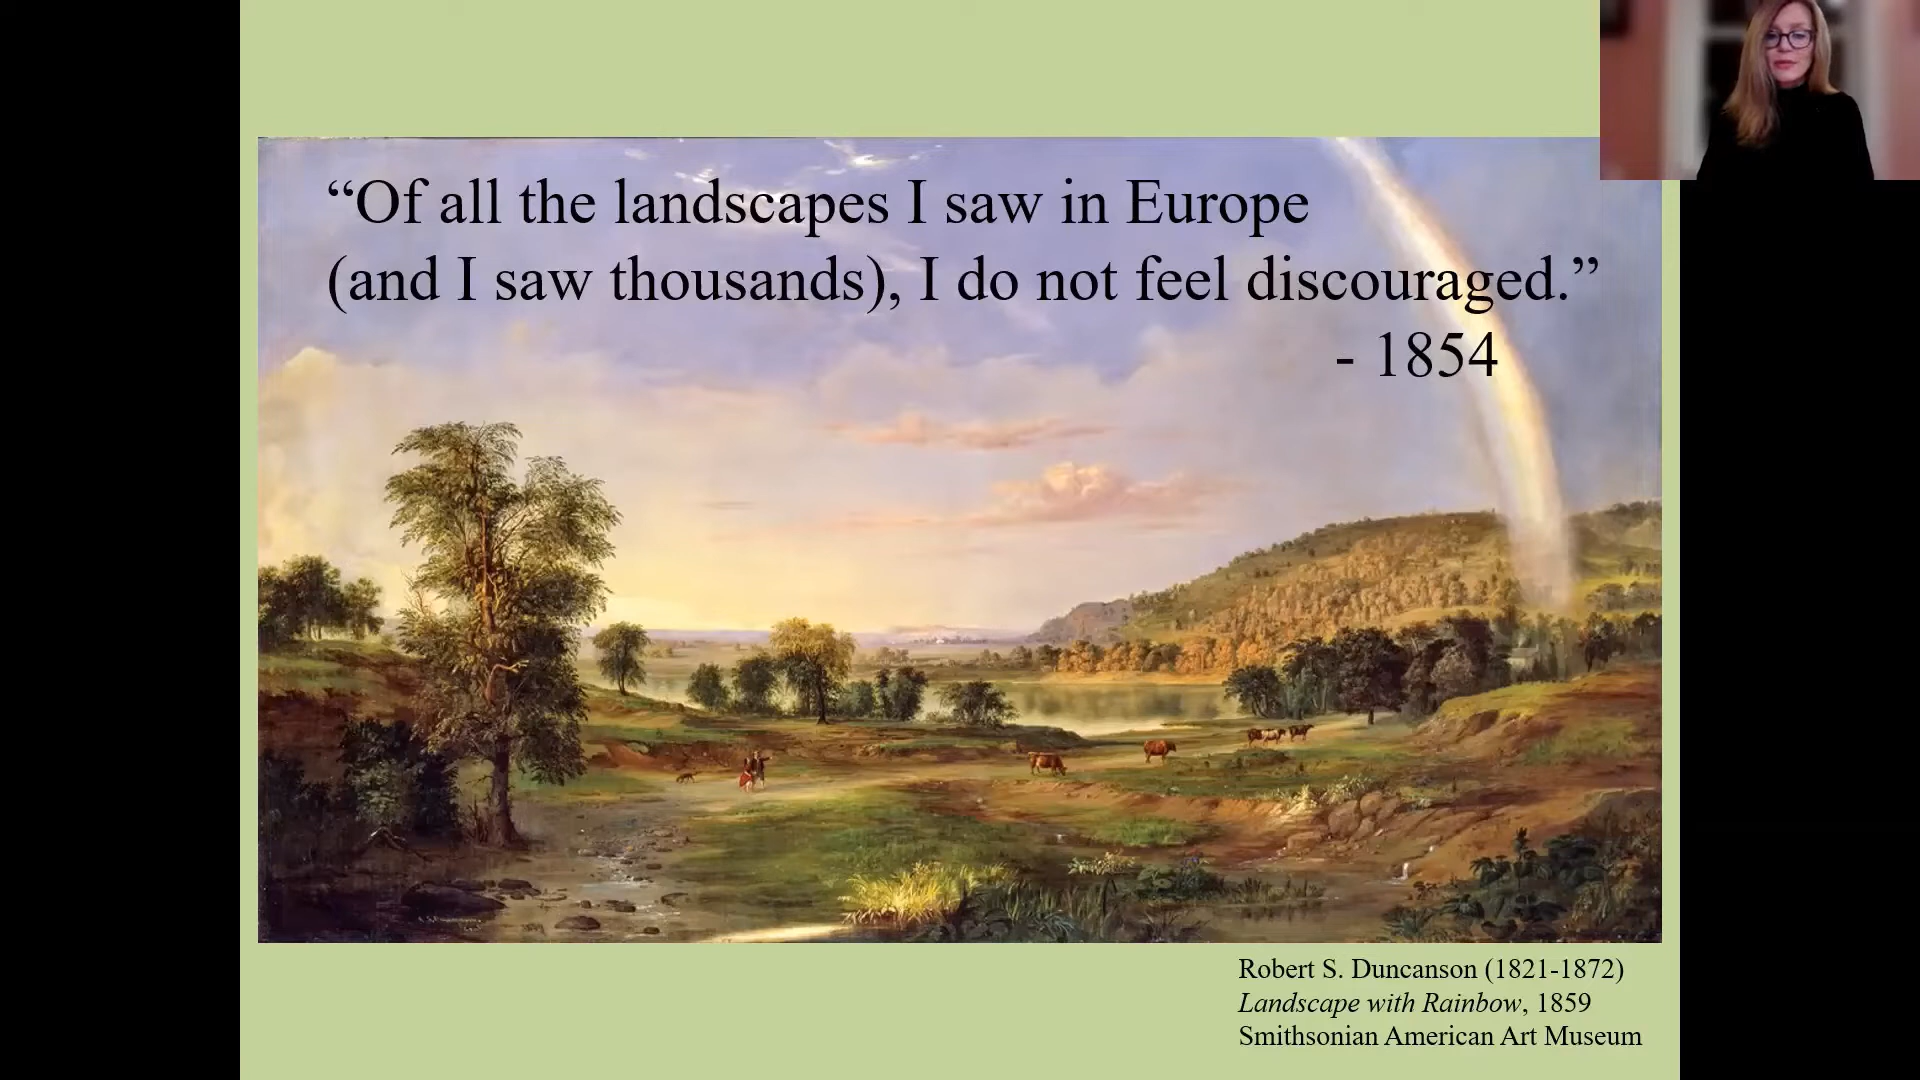 “Of all the landscapes I saw in Europe
(and I saw thousands), I do not feel discouraged.”
- 1854
Robert S. Duncanson (1821-1872)
Landscape with Rainbow, 1859
Smithsonian American Art Museum